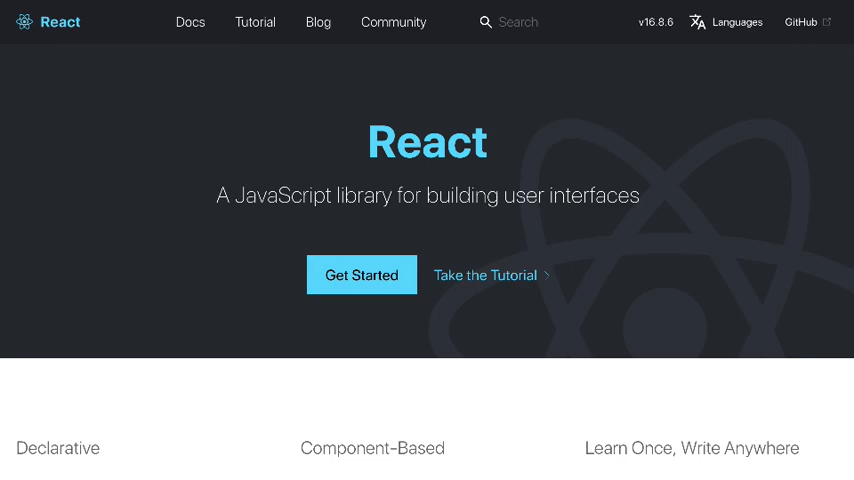 React Docs Tutorial Blog Community Search v16.8.6 Languages GitHub
React
A JavaScript library for building user interfaces
Get Started Take the Tutorial
Declarative Component-Based Learn Once, Write Anywhere